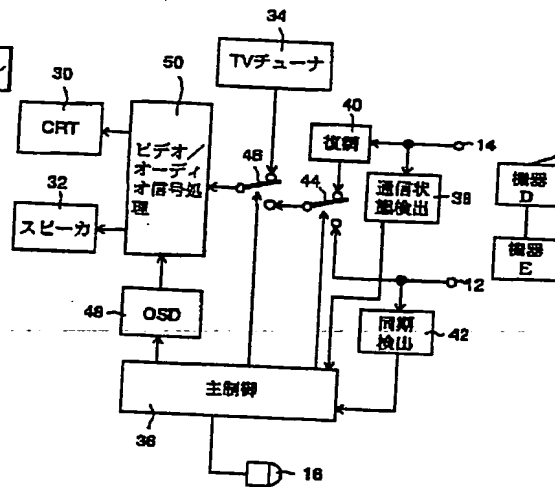 34
TVチューナ
30
CRT
50
ビデオ/
オーディ
オ信号処
理
40
復調
14
46
44
機器
D
32
スピーカ
通信状
態検出
38
機器
E
12
48
OSD
同期
検出
42
主制御
36
16